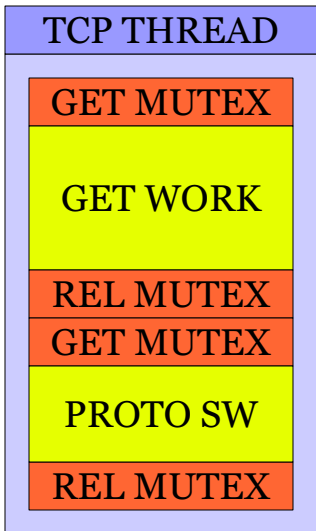 TCP THREAD
GET MUTEX
GET WORK
REL MUTEX
GET MUTEX
PROTO SW
REL MUTEX